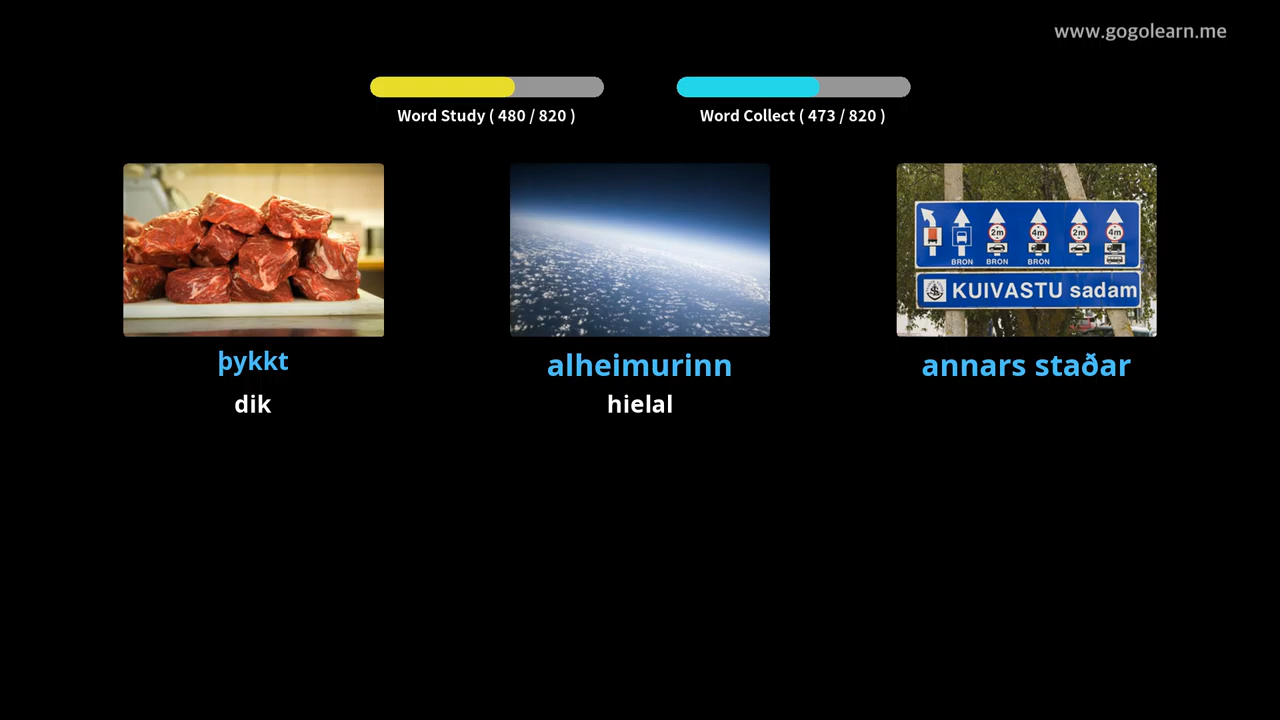 www.gogolearn.me
Word Study ( 480 / 820 )
Word Collect ( 473 / 820 )
2m 4m 2m 4m
BRON BRON BRON
KUIVASTU sadam
þykkt
alheimurinn
annars staðar
dik
hielal